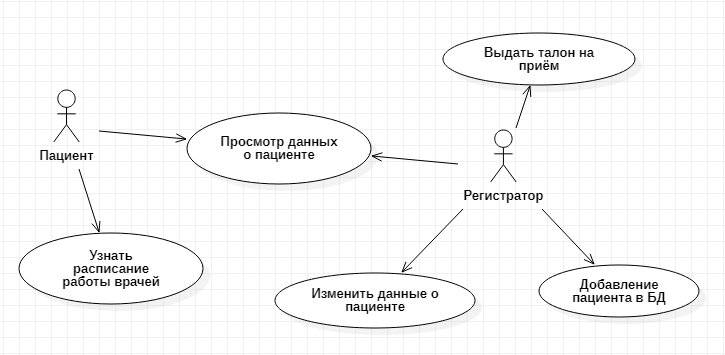 Выдать талон на
приём
Пациент
Просмотр данных
о пациенте
Регистратор
Узнать
расписание
работы врачей
Изменить данные о
пациенте
Добавление
пациента в БД